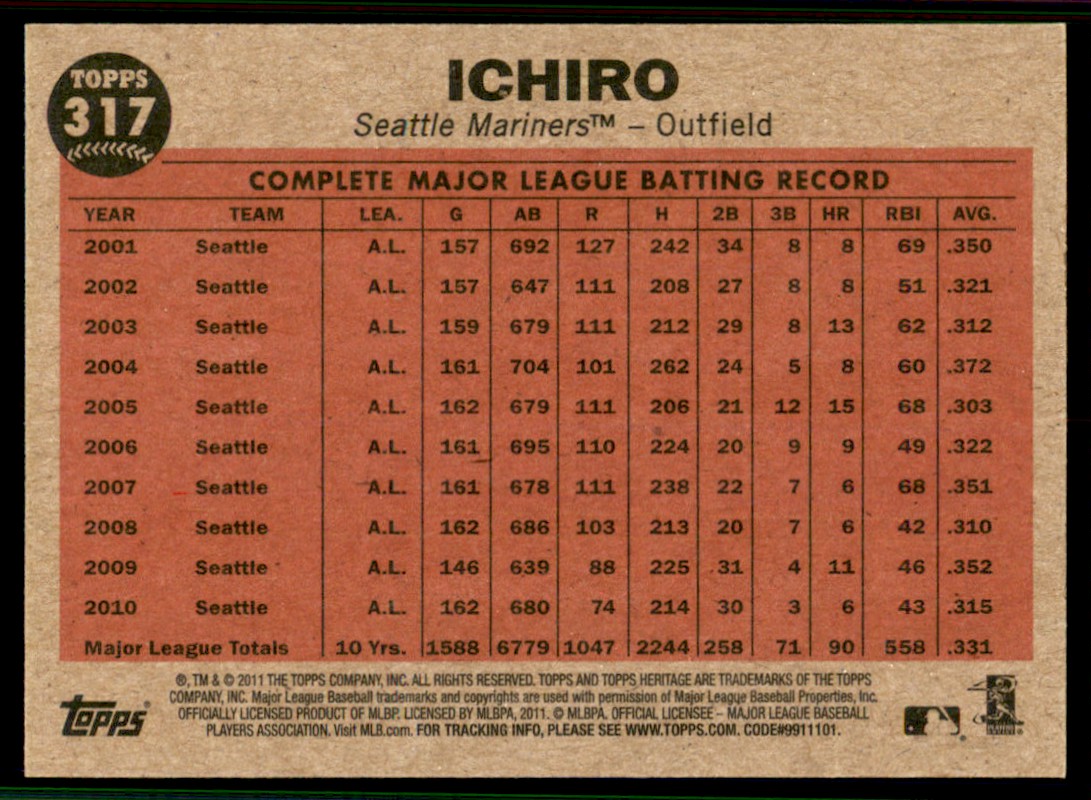 TOPPS
317
ICHIRO
Seattle Mariners™ – Outfield
COMPLETE MAJOR LEAGUE BATTING RECORD
YEAR TEAM LEA. G AB R H 2B 3B HR RBI AVG.
2001 Seattle A.L. 157 692 127 242 34 8 8 69 .350
2002 Seattle A.L. 157 647 111 208 27 8 8 51 .321
2003 Seattle A.L. 159 679 111 212 29 8 13 62 .312
2004 Seattle A.L. 161 704 101 262 24 5 8 60 .372
2005 Seattle A.L. 162 679 111 206 21 12 15 68 .303
2006 Seattle A.L. 161 695 110 224 20 9 9 49 .322
2007 Seattle A.L. 161 678 111 238 22 7 6 68 .351
2008 Seattle A.L. 162 686 103 213 20 7 6 42 .310
2009 Seattle A.L. 146 639 88 225 31 4 11 46 .352
2010 Seattle A.L. 162 680 74 214 30 3 6 43 .315
Major League Totals 10 Yrs. 1588 6779 1047 2244 258 71 90 558 .331
®, TM & © 2011 THE TOPPS COMPANY, INC. ALL RIGHTS RESERVED. TOPPS AND TOPPS HERITAGE ARE TRADEMARKS OF THE TOPPS
COMPANY, INC. Major League Baseball trademarks and copyrights are used with permission of Major League Baseball Properties, Inc.
OFFICIALLY LICENSED PRODUCT OF MLBP. LICENSED BY MLBPA, 2011. © MLBPA. OFFICIAL LICENSEE – MAJOR LEAGUE BASEBALL
PLAYERS ASSOCIATION. Visit MLB.com. FOR TRACKING INFO, PLEASE SEE WWW.TOPPS.COM. CODE#9911101.
topps®